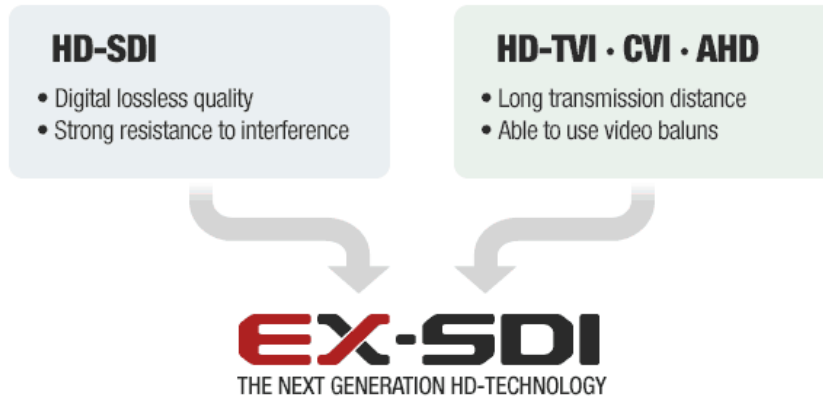 HD-SDI
• Digital lossless quality
• Strong resistance to interference
HD-TVI · CVI · AHD
• Long transmission distance
• Able to use video baluns
EX-SDI
THE NEXT GENERATION HD-TECHNOLOGY